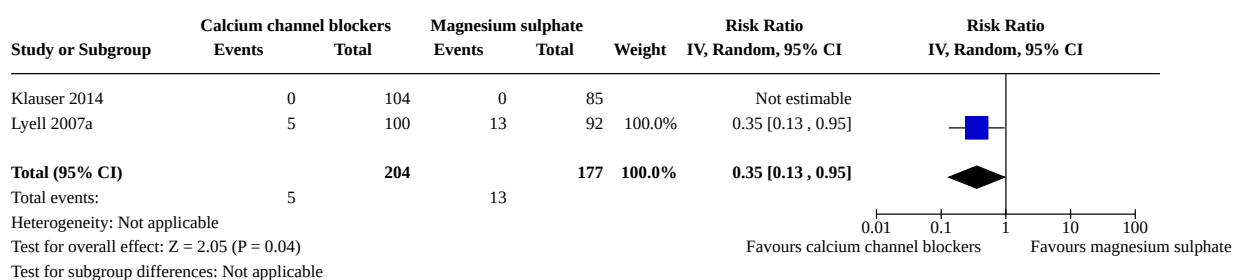 Calcium channel blockers Magnesium sulphate Risk Ratio Risk Ratio
Study or Subgroup Events Total Events Total Weight IV, Random, 95% CI IV, Random, 95% CI
Klauser 2014 0 104 0 85 Not estimable
Lyell 2007a 5 100 13 92 100.0% 0.35 [0.13 , 0.95]
Total (95% CI) 204 177 100.0% 0.35 [0.13 , 0.95]
Total events: 5 13
Heterogeneity: Not applicable
0.01 0.1 1 10 100
Test for overall effect: Z = 2.05 (P = 0.04)
Favours calcium channel blockers Favours magnesium sulphate
Test for subgroup differences: Not applicable